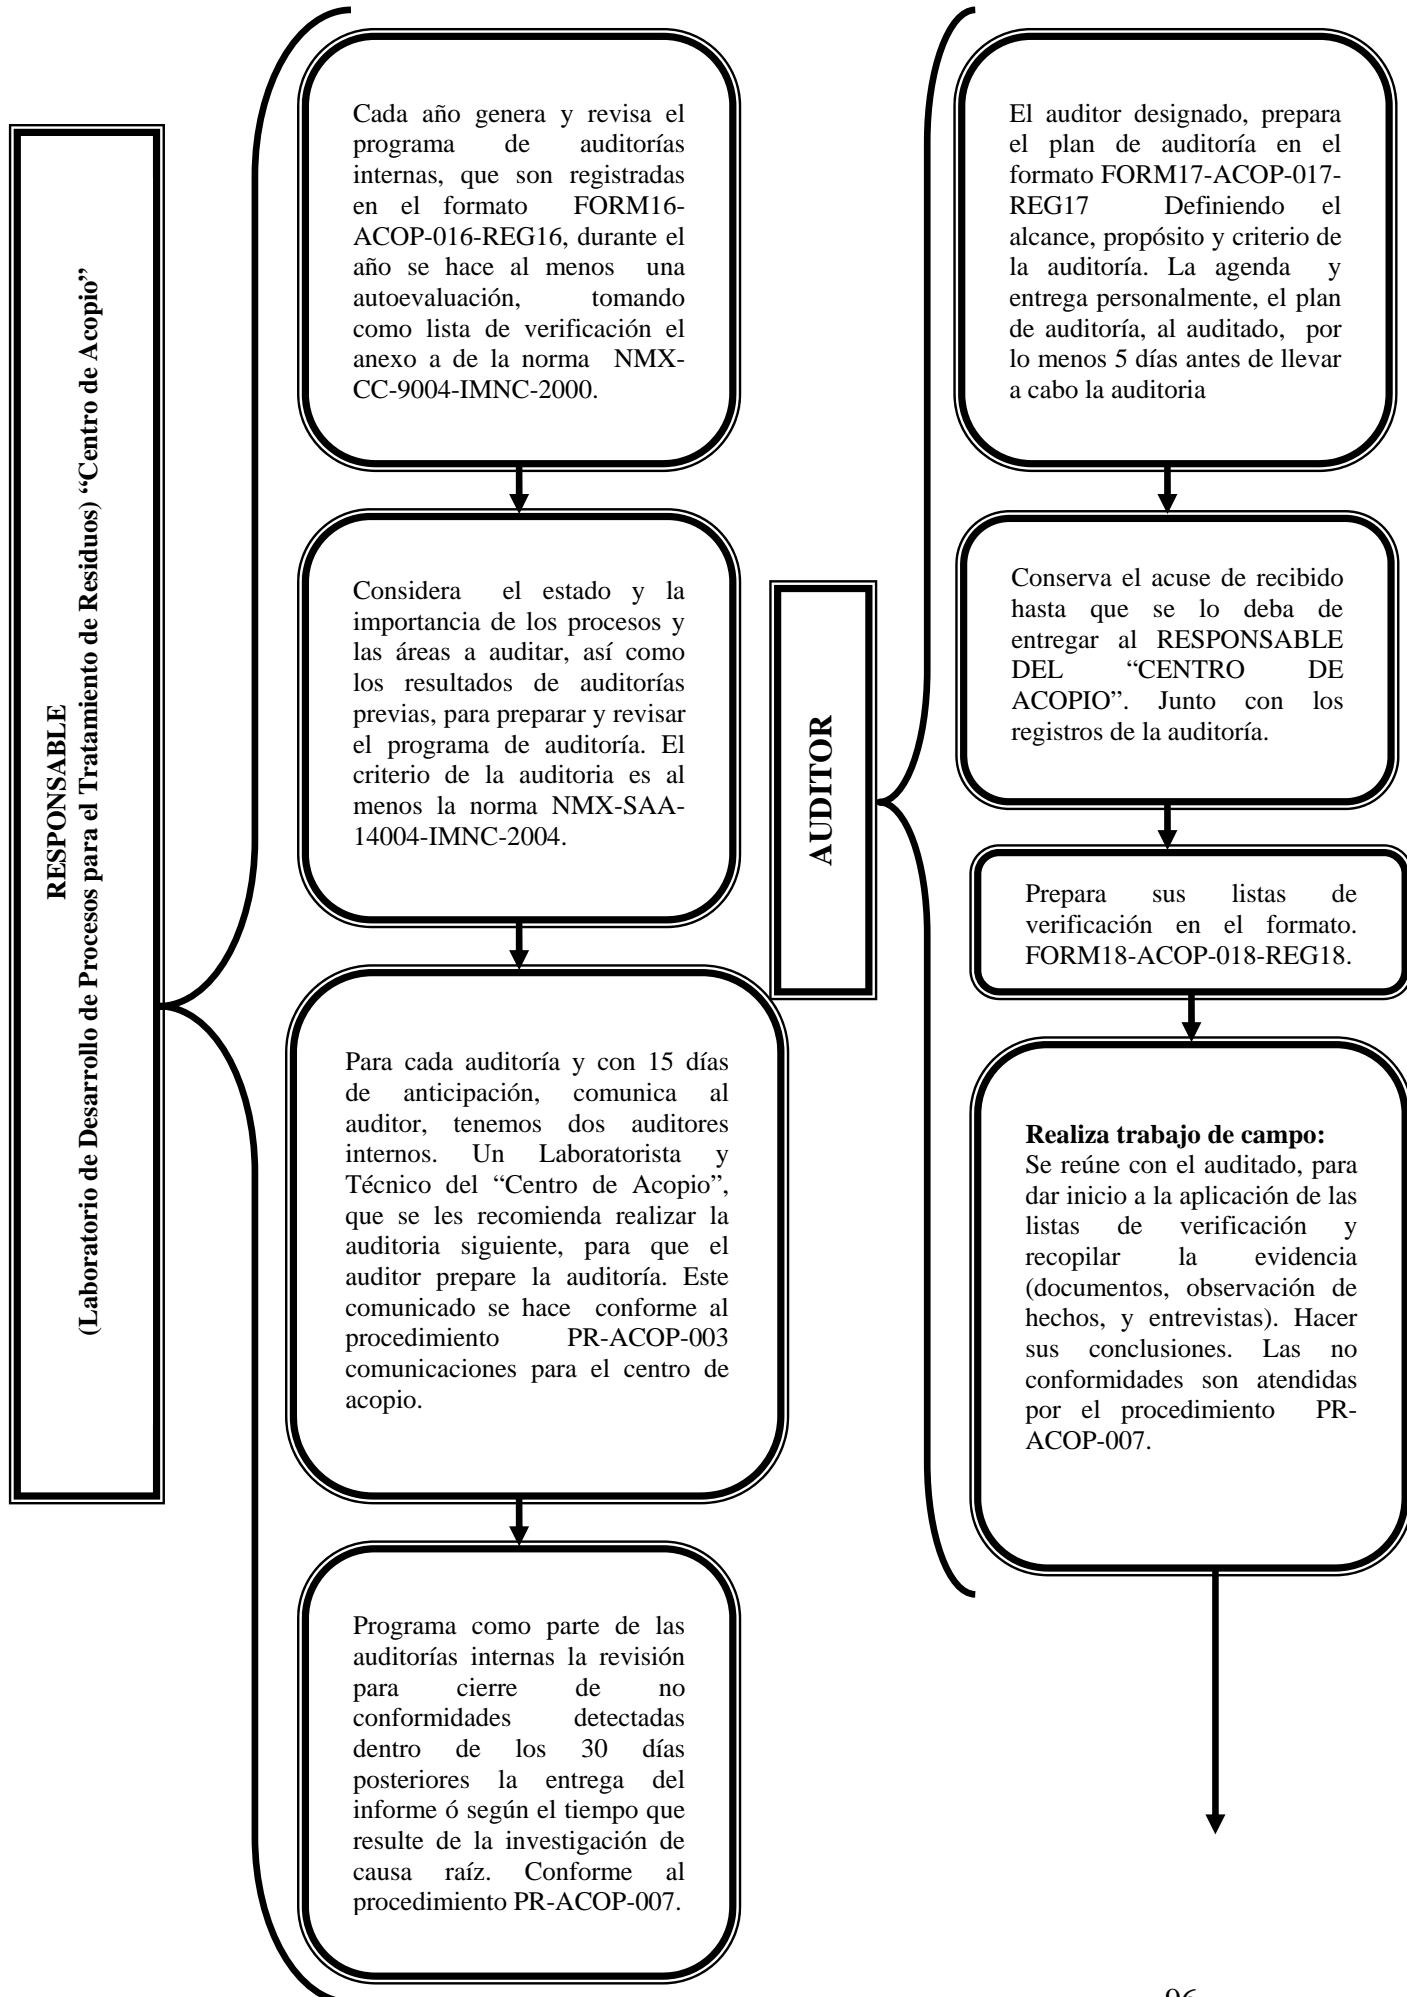 RESPONSABLE
(Laboratorio de Desarrollo de Procesos para el Tratamiento de Residuos) “Centro de Acopio”
Cada año genera y revisa el
programa de auditorías
internas, que son registradas
en el formato FORM16-
ACOP-016-REG16, durante el
año se hace al menos una
autoevaluación, tomando
como lista de verificación el
anexo a de la norma NMX-
CC-9004-IMNC-2000.
Considera el estado y la
importancia de los procesos y
las áreas a auditar, así como
los resultados de auditorías
previas, para preparar y revisar
el programa de auditoría. El
criterio de la auditoria es al
menos la norma NMX-SAA-
14004-IMNC-2004.
Para cada auditoría y con 15 días
de anticipación, comunica al
auditor, tenemos dos auditores
internos. Un Laboratorista y
Técnico del “Centro de Acopio”,
que se les recomienda realizar la
auditoria siguiente, para que el
auditor prepare la auditoría. Este
comunicado se hace conforme al
procedimiento PR-ACOP-003
comunicaciones para el centro de
acopio.
Programa como parte de las
auditorías internas la revisión
para cierre de no
conformidades detectadas
dentro de los 30 días
posteriores la entrega del
informe ó según el tiempo que
resulte de la investigación de
causa raíz. Conforme al
procedimiento PR-ACOP-007.
AUDITOR
El auditor designado, prepara
el plan de auditoría en el
formato FORM17-ACOP-017-
REG17 Definiendo el
alcance, propósito y criterio de
la auditoría. La agenda y
entrega personalmente, el plan
de auditoría, al auditado, por
lo menos 5 días antes de llevar
a cabo la auditoria
Conserva el acuse de recibido
hasta que se lo deba de
entregar al RESPONSABLE
DEL “CENTRO DE
ACOPIO”. Junto con los
registros de la auditoría.
Prepara sus listas de
verificación en el formato.
FORM18-ACOP-018-REG18.
Realiza trabajo de campo:
Se reúne con el auditado, para
dar inicio a la aplicación de las
listas de verificación y
recopilar la evidencia
(documentos, observación de
hechos, y entrevistas). Hacer
sus conclusiones. Las no
conformidades son atendidas
por el procedimiento PR-
ACOP-007.
96